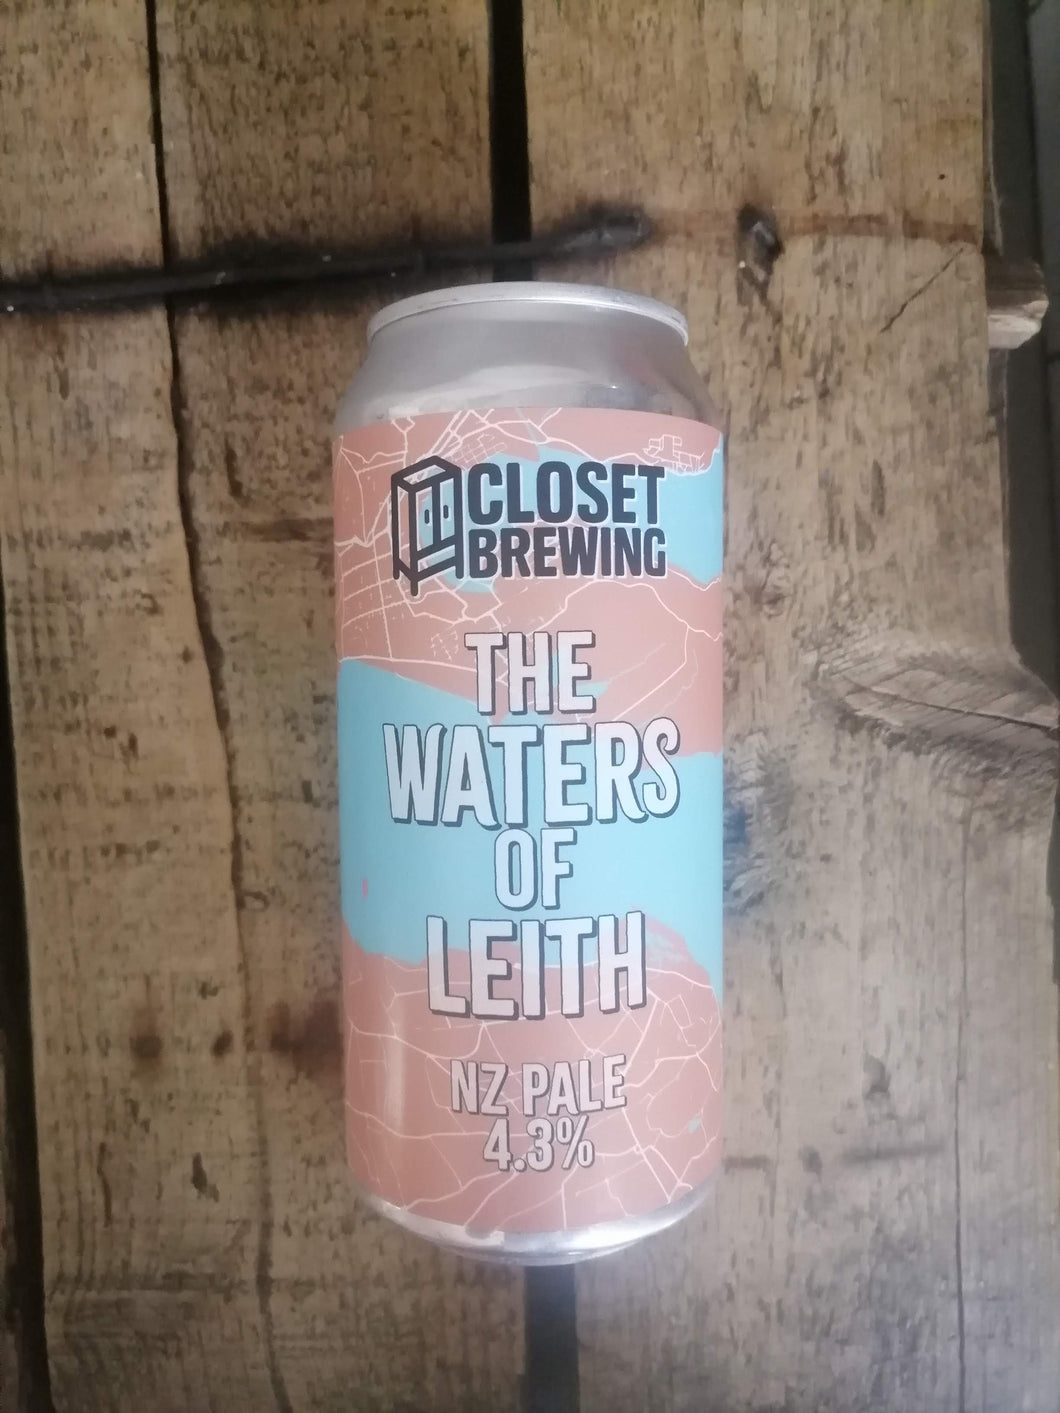 CLOSET
BREWING
THE
WATERS
OF
LEITH
NZ PALE
4.3%